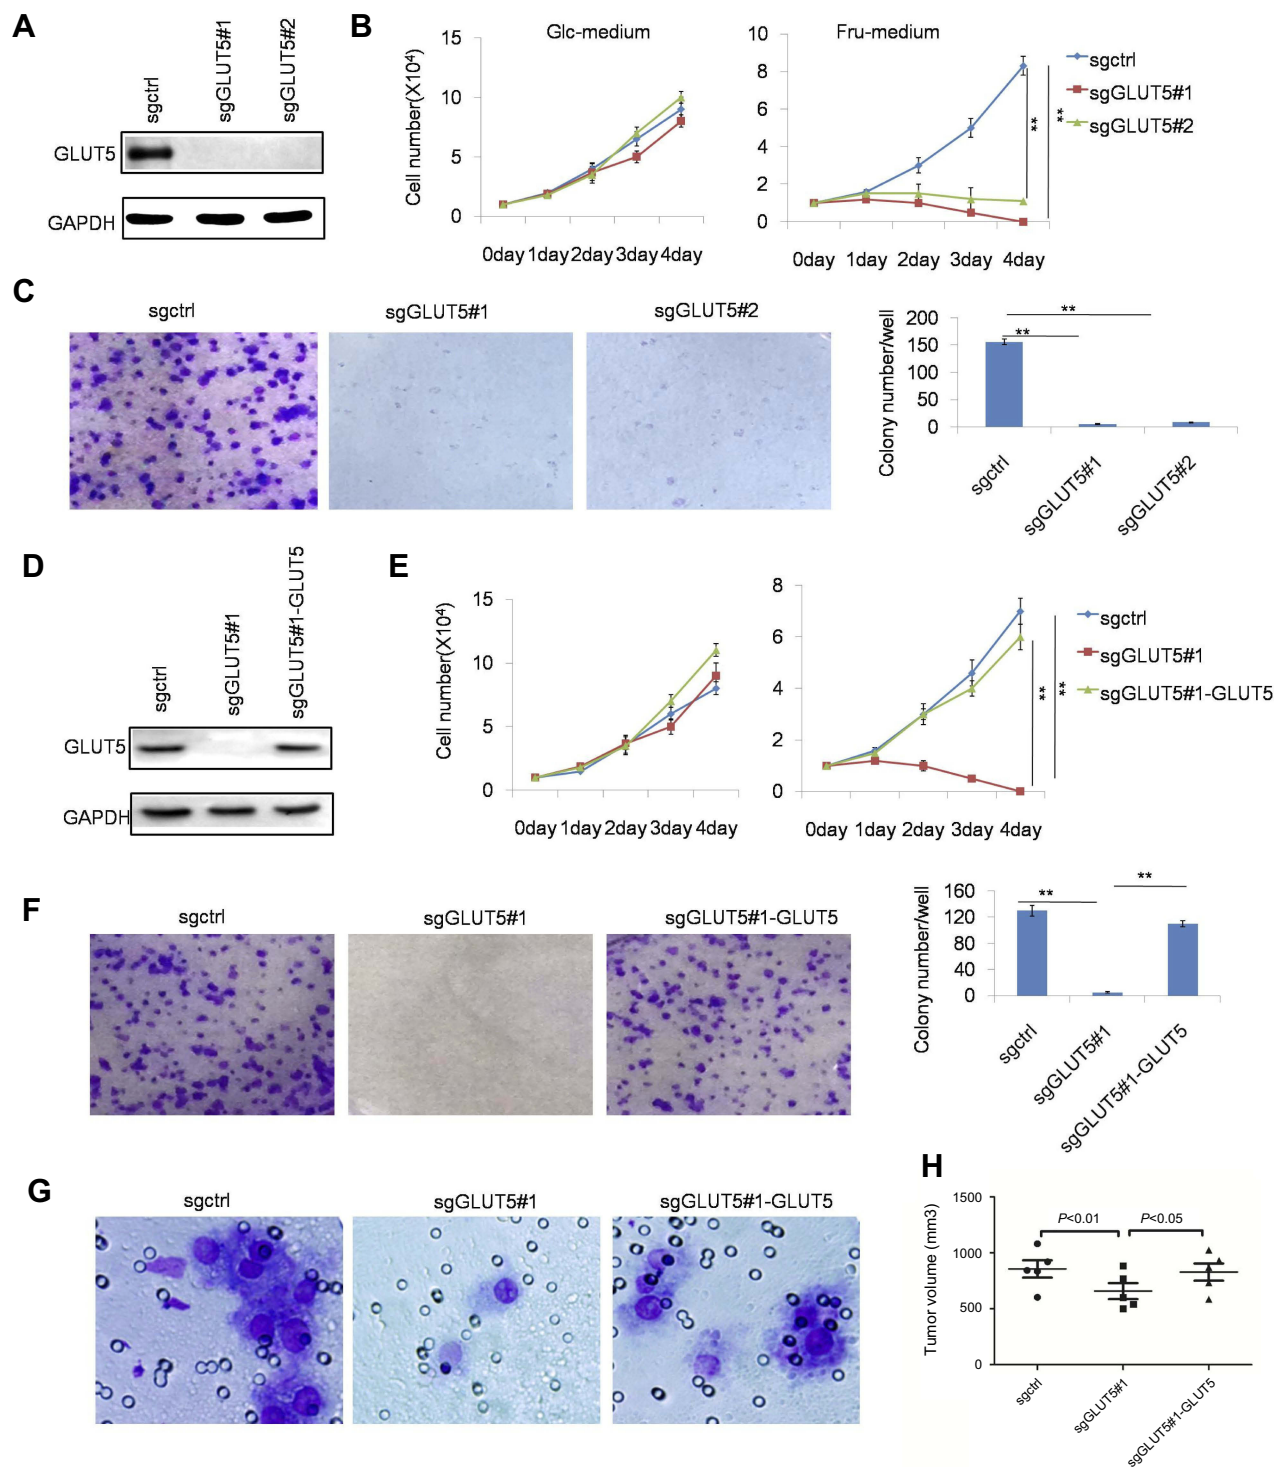 A
sgctrl
sgGLUT5#1
sgGLUT5#2
GLUT5
GAPDH
B
Glc-medium
Cell number(X10⁴)
15
10
5
0
0day 1day 2day 3day 4day
Fru-medium
10
8
6
4
2
0
0day 1day 2day 3day 4day
**
**
sgctrl
sgGLUT5#1
sgGLUT5#2
C
sgctrl
sgGLUT5#1
sgGLUT5#2
Colony number/well
200
150
100
50
0
**
**
sgctrl
sgGLUT5#1
sgGLUT5#2
D
sgctrl
sgGLUT5#1
sgGLUT5#1-GLUT5
GLUT5
GAPDH
E
Cell number(X10⁴)
15
10
5
0
0day 1day 2day 3day 4day
8
6
4
2
0
0day 1day 2day 3day 4day
**
**
sgctrl
sgGLUT5#1
sgGLUT5#1-GLUT5
F
sgctrl
sgGLUT5#1
sgGLUT5#1-GLUT5
Colony number/well
160
120
80
40
0
**
**
sgctrl
sgGLUT5#1
sgGLUT5#1-GLUT5
G
sgctrl
sgGLUT5#1
sgGLUT5#1-GLUT5
H
Tumor volume (mm3)
1500
1000
500
0
P<0.01
P<0.05
sgctrl
sgGLUT5#1
sgGLUT5#1-GLUT5